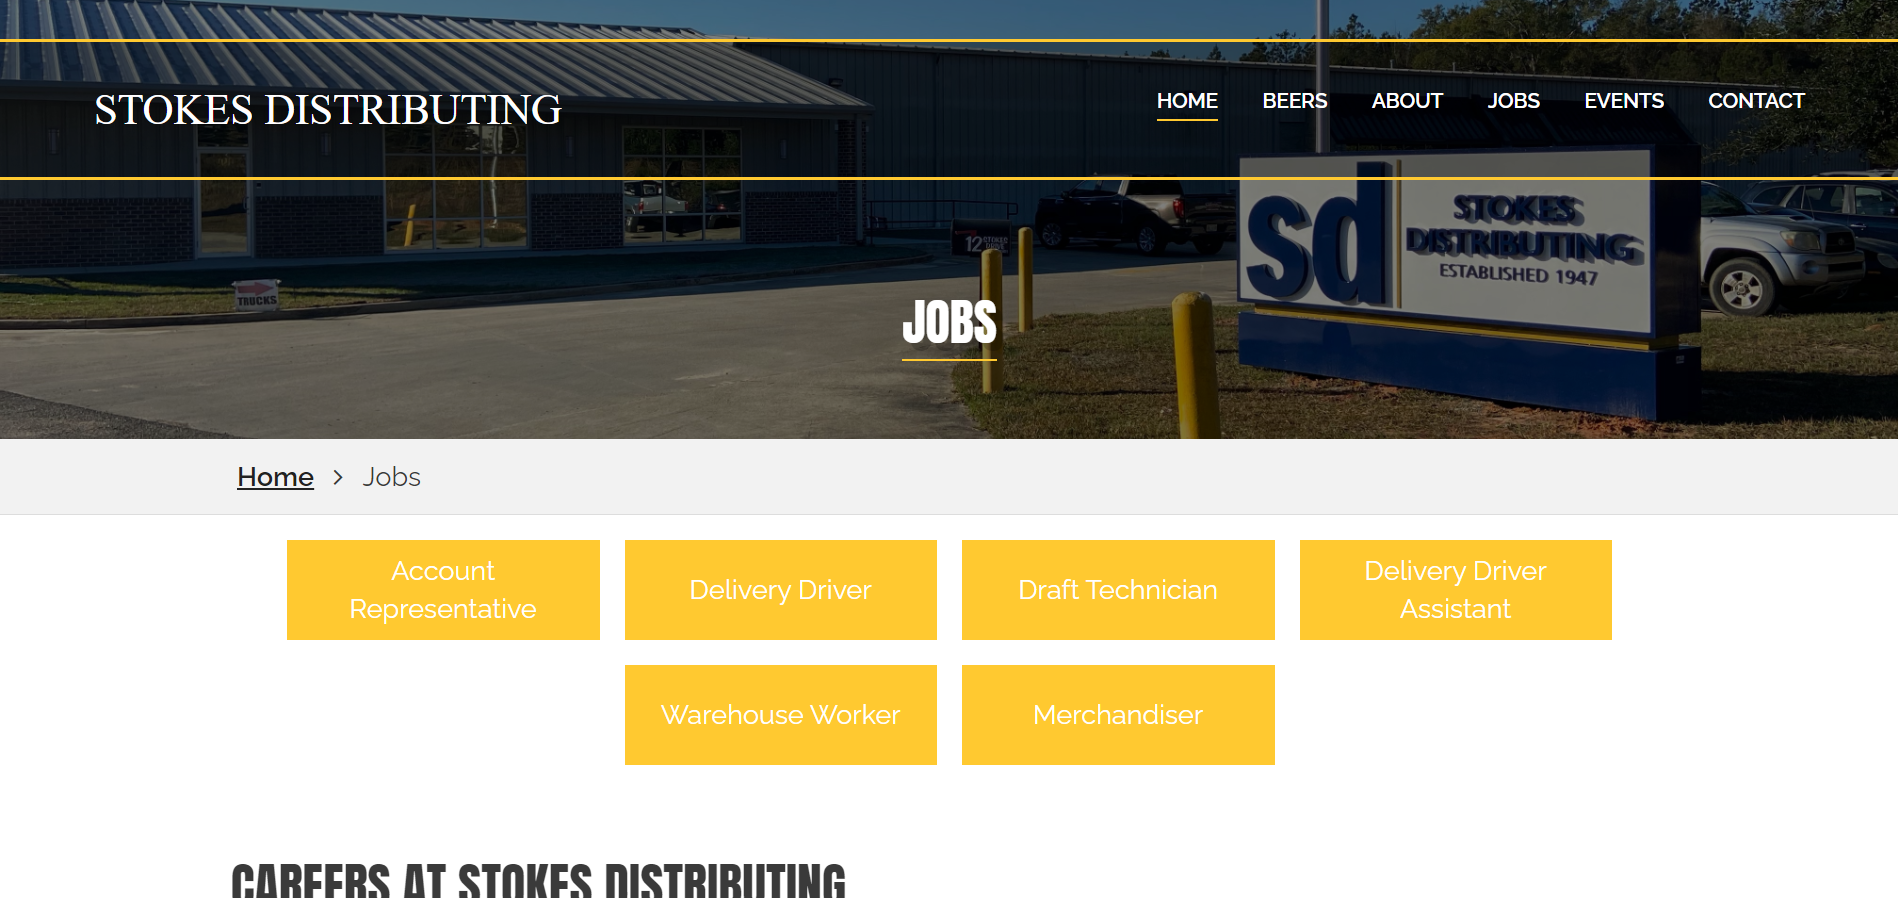 STOKES DISTRIBUTING
HOME BEERS ABOUT JOBS EVENTS CONTACT
sd
STOKES
DISTRIBUTING
ESTABLISHED 1947
12 STOKES
TRUCKS
JOBS
Home > Jobs
Account
Representative
Delivery Driver
Draft Technician
Delivery Driver
Assistant
Warehouse Worker
Merchandiser
CAREERS AT STOKES DISTRIBUTING